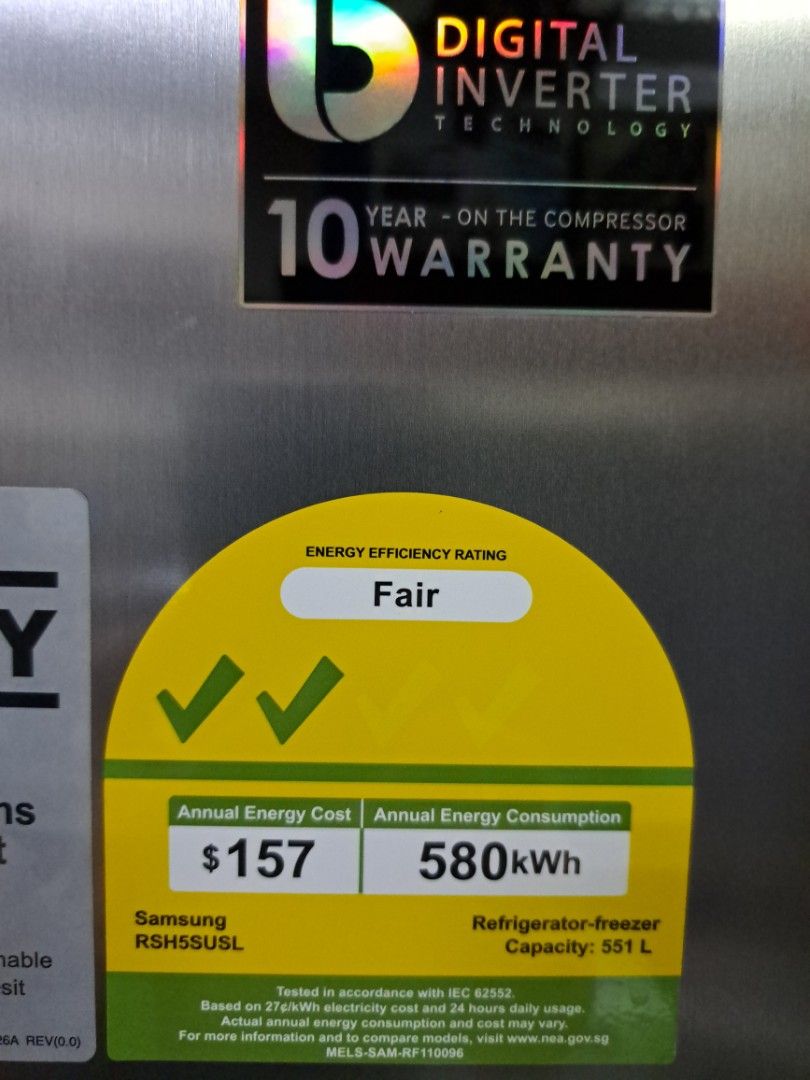 DIGITAL
INVERTER
TECHNOLOGY
10 YEAR - ON THE COMPRESSOR
WARRANTY
ENERGY EFFICIENCY RATING
Fair
Annual Energy Cost
$157
Annual Energy Consumption
580kWh
Samsung
RSH5SUSL
Refrigerator-freezer
Capacity: 551 L
Tested in accordance with IEC 62552.
Based on 27¢/kWh electricity cost and 24 hours daily usage.
Actual annual energy consumption and cost may vary.
For more information and to compare models, visit www.nea.gov.sg
MELS-SAM-RF110096
Y
sit
REV(0.0)